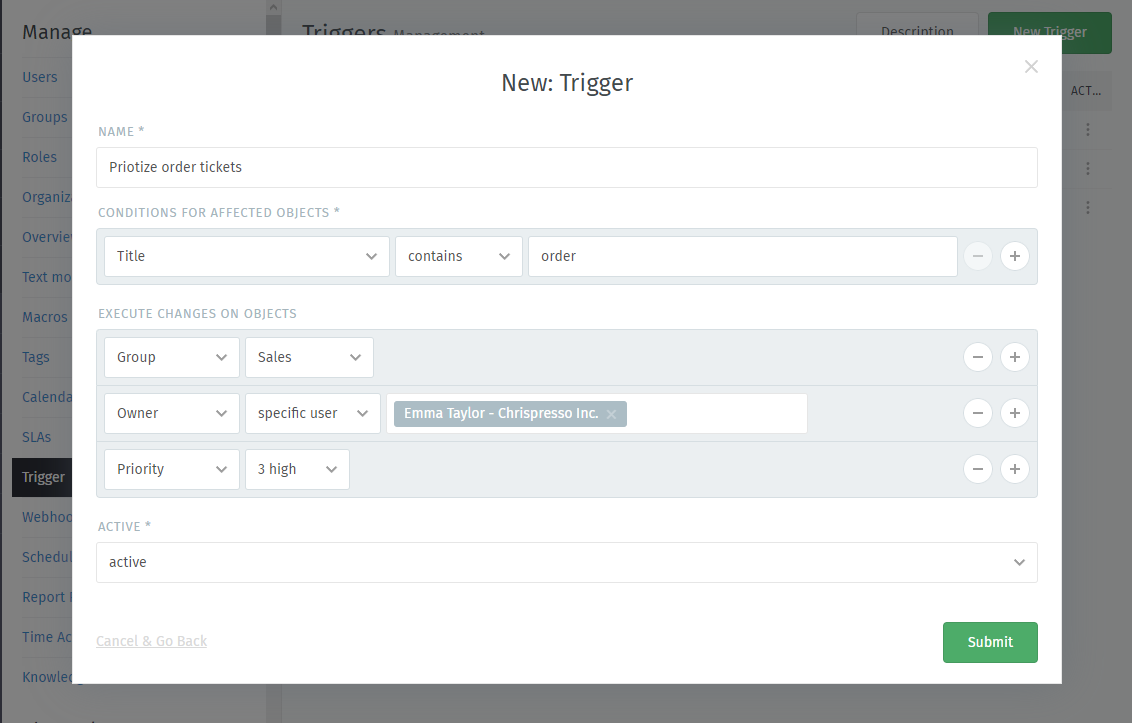 Manage
Triggers Management
Description
New Trigger
Users
Groups
Roles
Organiza
Overvie
Text mo
Macros
Tags
Calenda
SLAs
Trigger
Webhoo
Schedul
Report
Time Ac
Knowled
ACT...
New: Trigger
NAME *
Priotize order tickets
CONDITIONS FOR AFFECTED OBJECTS *
Title contains order
EXECUTE CHANGES ON OBJECTS
Group Sales
Owner specific user Emma Taylor - Chrispresso Inc.
Priority 3 high
ACTIVE *
active
Cancel & Go Back
Submit